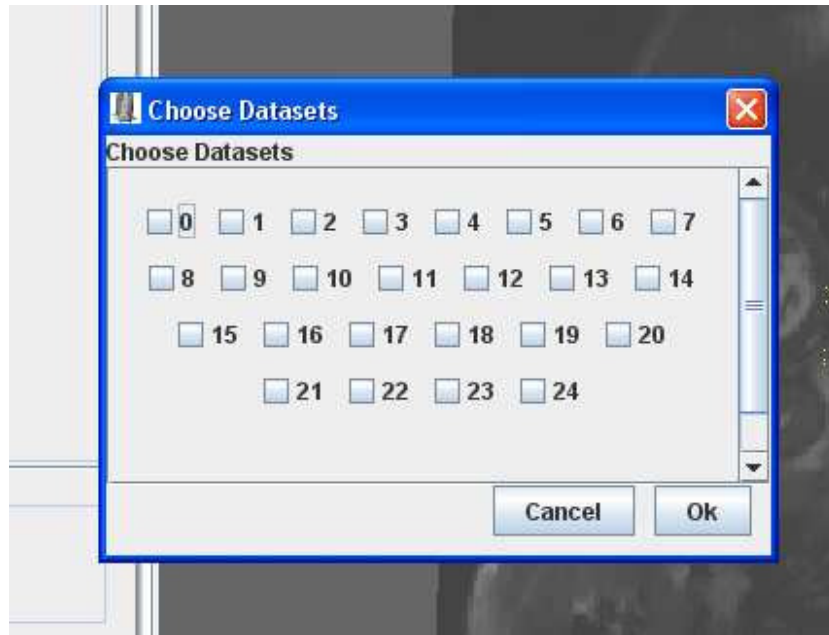 Choose Datasets
Choose Datasets
0 1 2 3 4 5 6 7
8 9 10 11 12 13 14
15 16 17 18 19 20
21 22 23 24
Cancel Ok